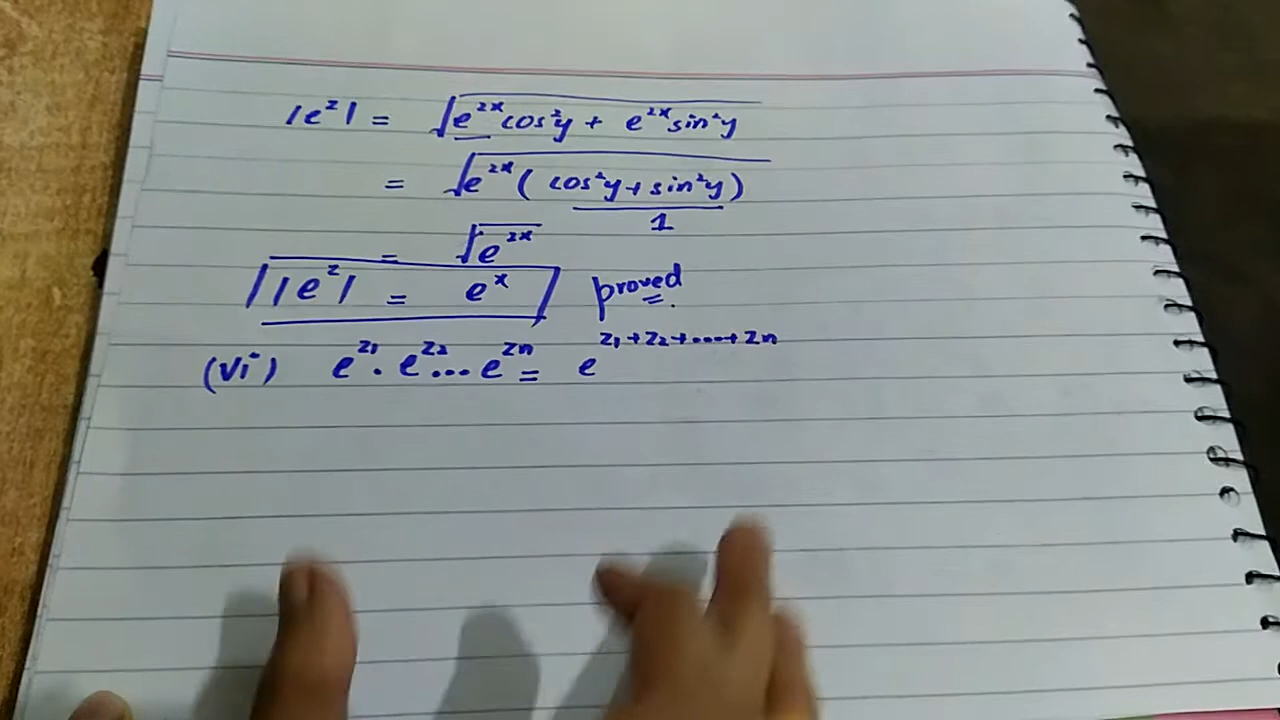 |e^z| = √(e^{2x}cos²y + e^{2x}sin²y)
= √(e^{2x}(cos²y + sin²y))
1
= √(e^{2x})
|e^z| = e^x proved
(vi) e^{z₁} . e^{z₂} ... e^{zn} = e^{z₁+z₂+....+zn}